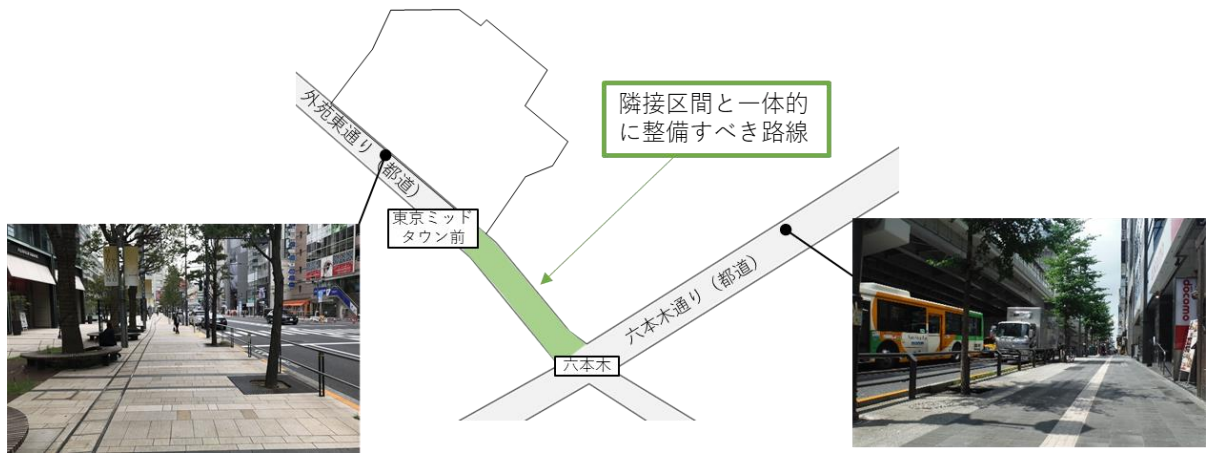 隣接区間と一体的
に整備すべき路線
外苑東通り(都道)
東京ミッド
タウン前
六本木通り(都道)
六本木
docomo